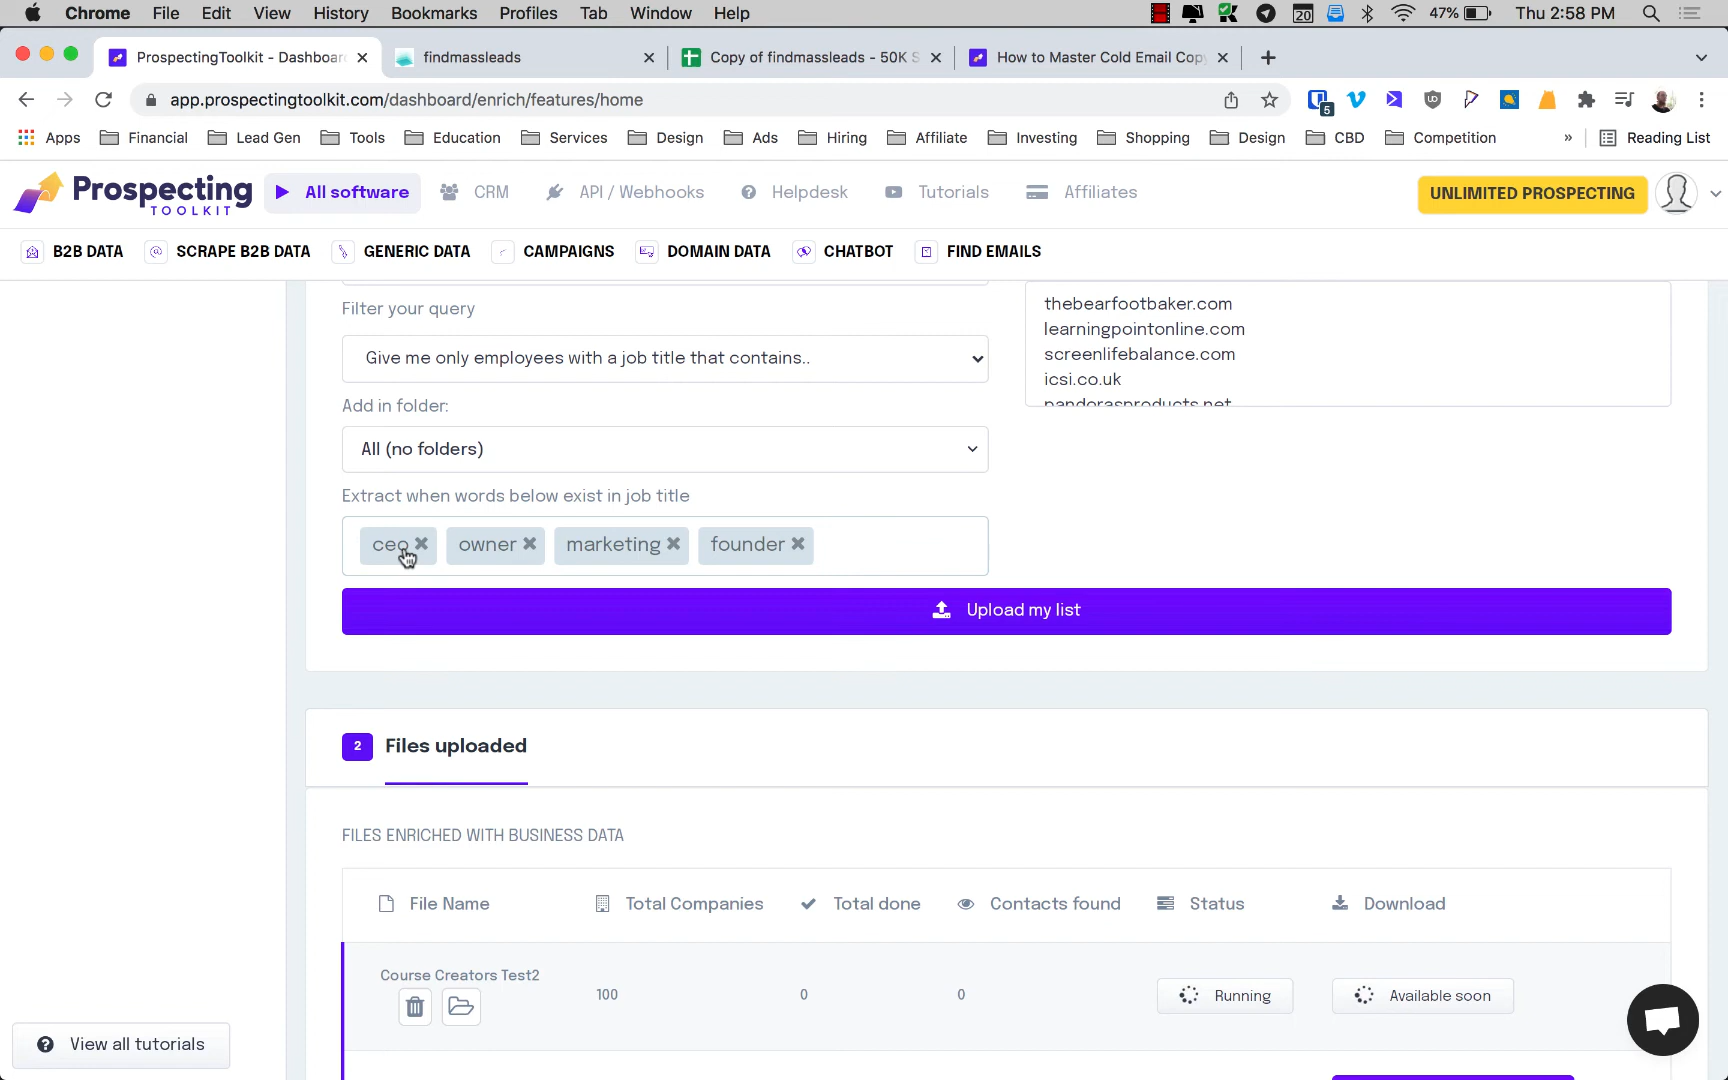 Chrome File Edit View History Bookmarks Profiles Tab Window Help 20 47% Thu 2:58 PM
ProspectingToolkit - Dashboar findmassleads Copy of findmassleads - 50K S How to Master Cold Email Cop
app.prospectingtoolkit.com/dashboard/enrich/features/home 5
Apps Financial Lead Gen Tools Education Services Design Ads Hiring Affiliate Investing Shopping Design CBD Competition » Reading List
Prospecting TOOLKIT All software CRM API / Webhooks Helpdesk Tutorials Affiliates UNLIMITED PROSPECTING
B2B DATA SCRAPE B2B DATA GENERIC DATA CAMPAIGNS DOMAIN DATA CHATBOT FIND EMAILS
Filter your query
Give me only employees with a job title that contains..
Add in folder:
All (no folders)
Extract when words below exist in job title
ceo owner marketing founder
thebearfootbaker.com
learningpointonline.com
screenlifebalance.com
icsi.co.uk
pandorasproducts.net
Upload my list
2 Files uploaded
FILES ENRICHED WITH BUSINESS DATA
File Name Total Companies Total done Contacts found Status Download
Course Creators Test2 100 0 0 Running Available soon
View all tutorials